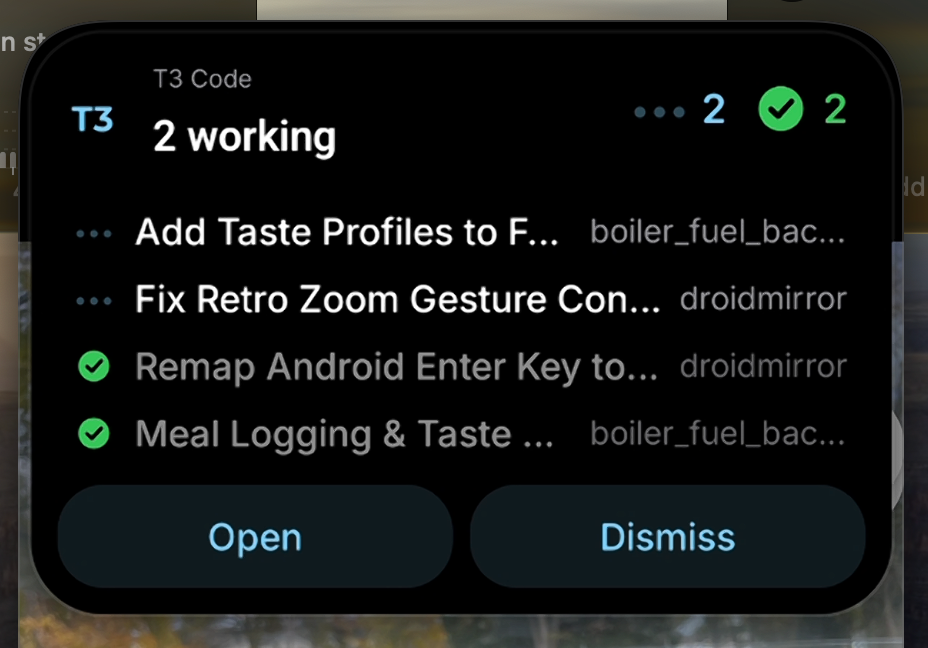 n st
T3 Code
T3
2 working
2
2
Add Taste Profiles to F...
boiler_fuel_bac...
Fix Retro Zoom Gesture Con...
droidmirror
Remap Android Enter Key to...
droidmirror
Meal Logging & Taste ...
boiler_fuel_bac...
Open
Dismiss